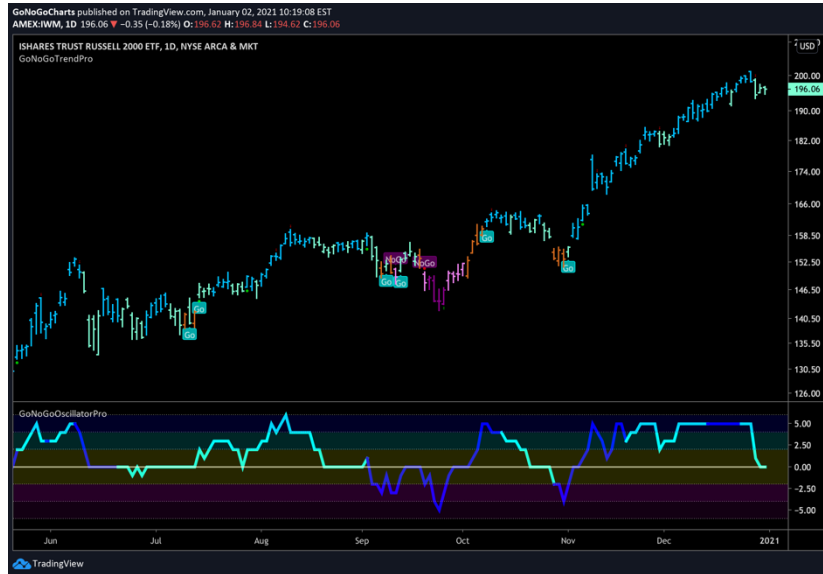 GoNoGoCharts published on TradingView.com, January 02, 2021 10:19:08 EST
AMEX:IWM, 1D 196.06 ▼ −0.35 (−0.18%) O:196.62 H:196.84 L:194.62 C:196.06
ISHARES TRUST RUSSELL 2000 ETF, 1D, NYSE ARCA & MKT
USD
GoNoGoTrendPro
200.00
196.06
190.00
182.00
174.00
166.00
158.50
152.50
146.50
140.50
135.50
130.50
126.00
Go
Go
NoGo
Go
Go
NoGo
Go
Go
GoNoGoOscillatorPro
5.00
2.50
0.00
−2.50
−5.00
Jun
Jul
Aug
Sep
Oct
Nov
Dec
2021
TradingView